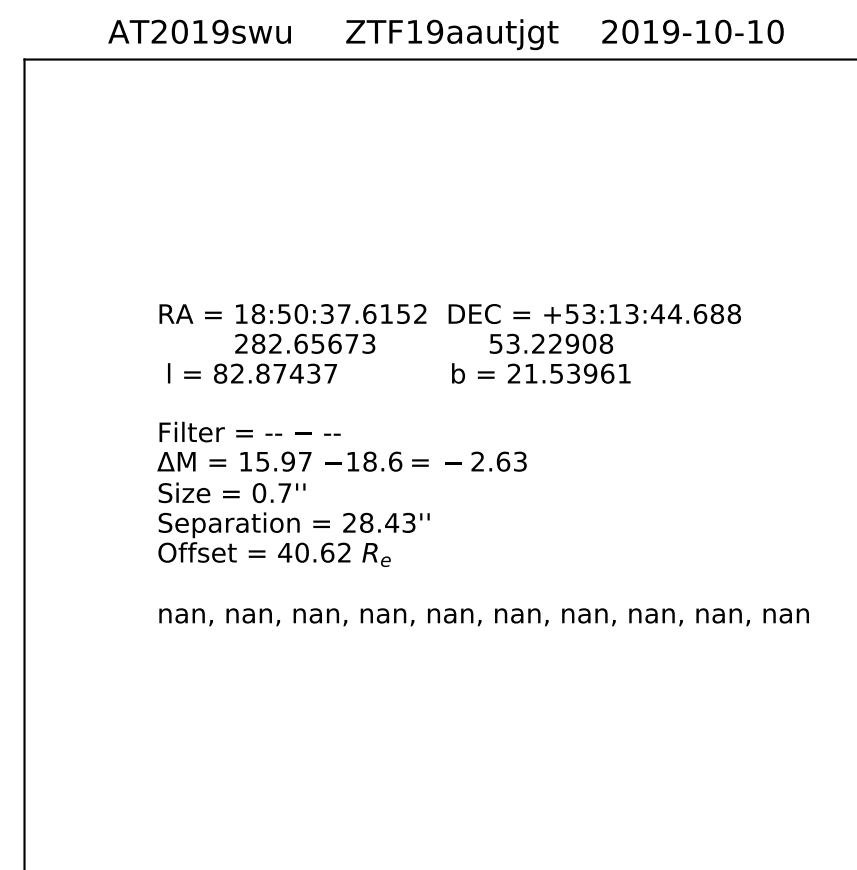 AT2019swu ZTF19aautjgt 2019-10-10
RA = 18:50:37.6152 DEC = +53:13:44.688
282.65673 53.22908
l = 82.87437 b = 21.53961
Filter = -- − --
ΔM = 15.97 −18.6 = − 2.63
Size = 0.7''
Separation = 28.43''
Offset = 40.62 Rₑ
nan, nan, nan, nan, nan, nan, nan, nan, nan, nan